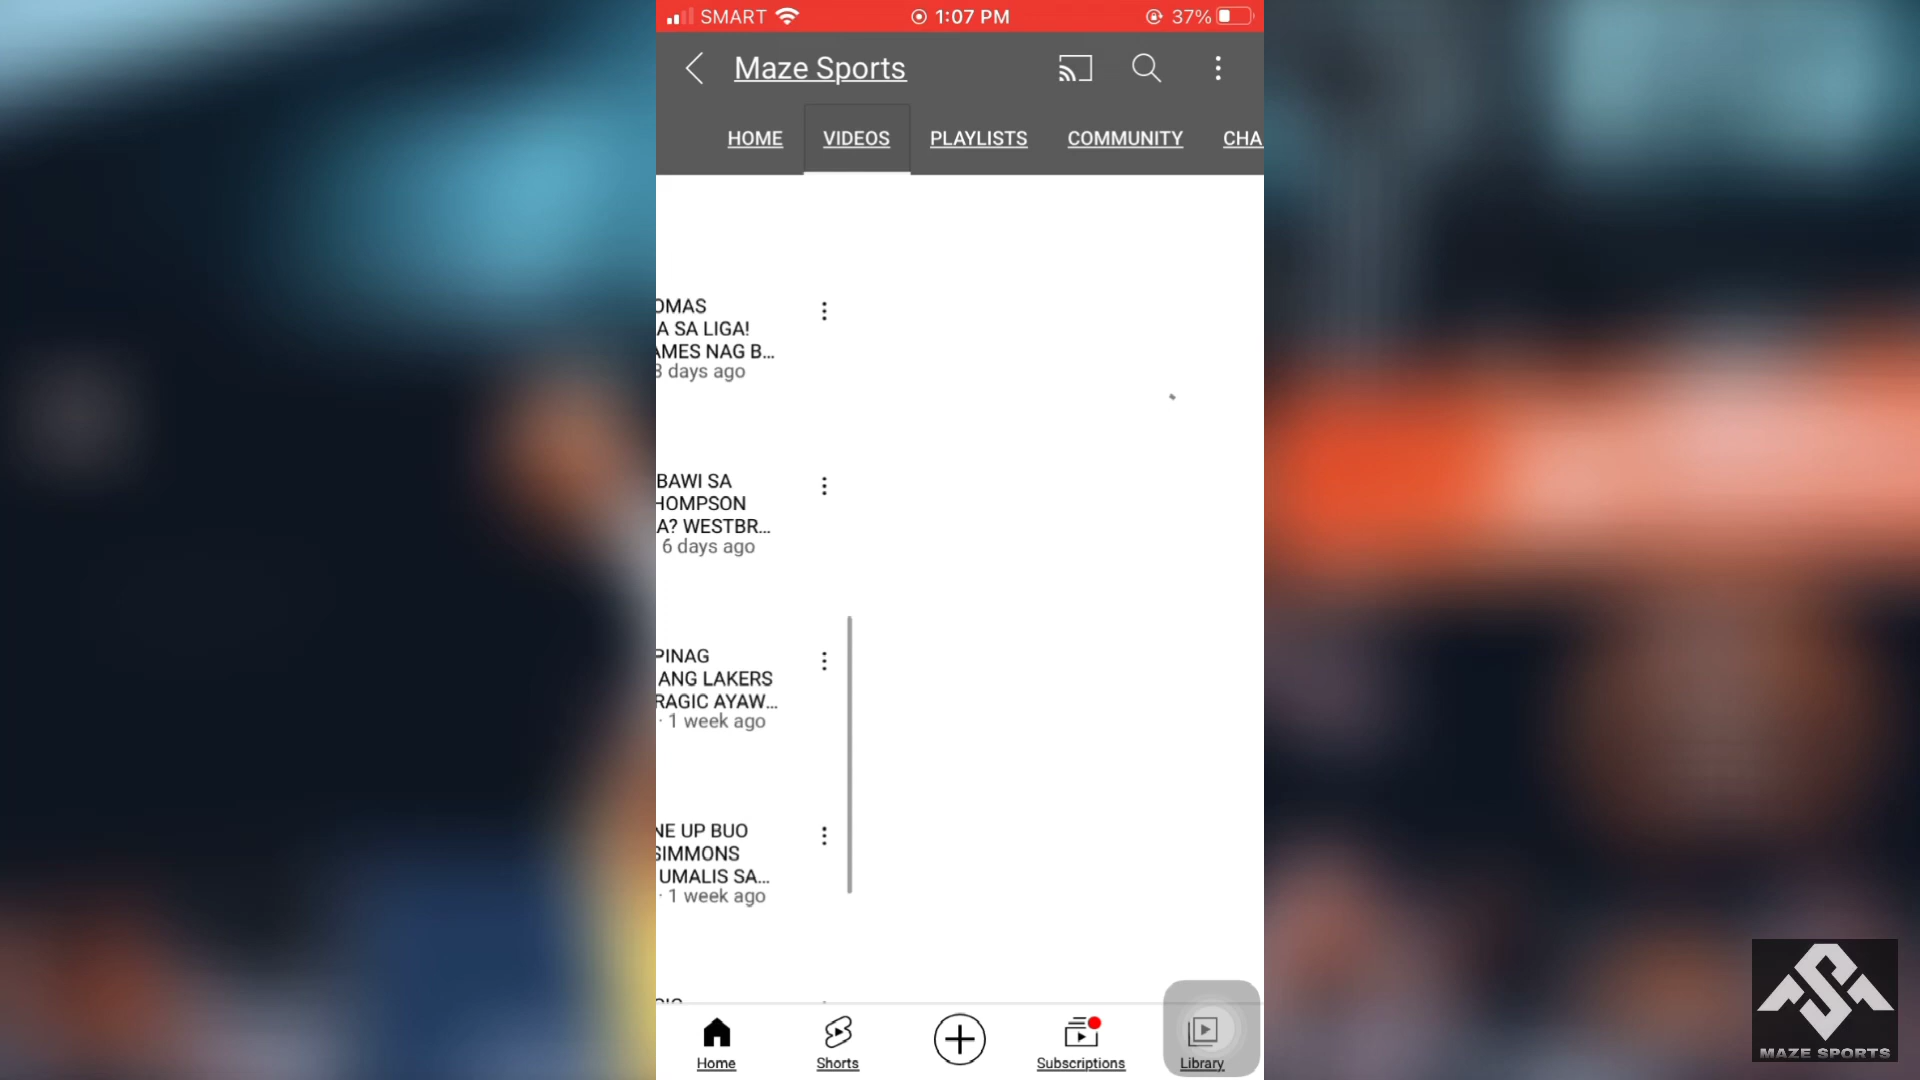 SMART
1:07 PM
37%
Maze Sports
HOME VIDEOS PLAYLISTS COMMUNITY CHA
OMAS
A SA LIGA!
AMES NAG B...
3 days ago
BAWI SA
HOMPSON
A? WESTBR...
6 days ago
PINAG
ANG LAKERS
RAGIC AYAW...
· 1 week ago
NE UP BUO
SIMMONS
UMALIS SA...
· 1 week ago
Home Shorts Subscriptions Library
MAZE SPORTS